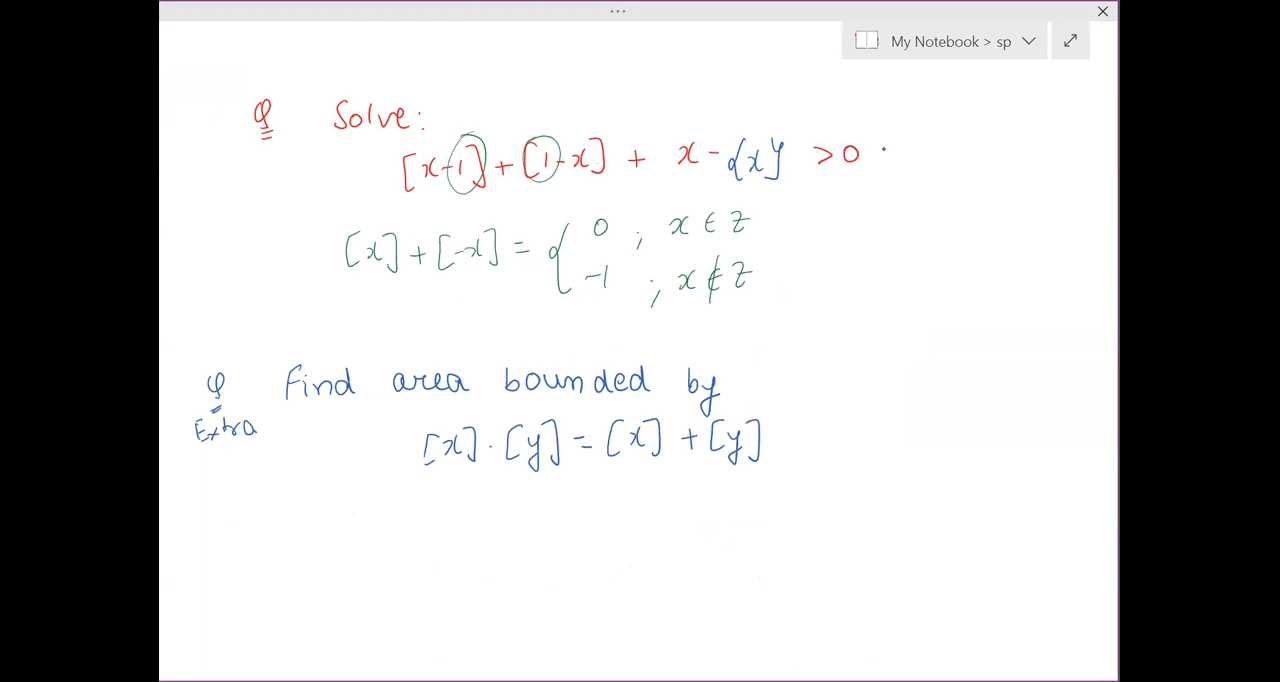 My Notebook > sp
Q Solve:
[x-1] + [1-x] + x - {x} > 0
[x] + [-x] = { 0 ; x ∈ Z
-1 ; x ∉ Z
Q Find area bounded by
Extra
[x] . [y] = [x] + [y]